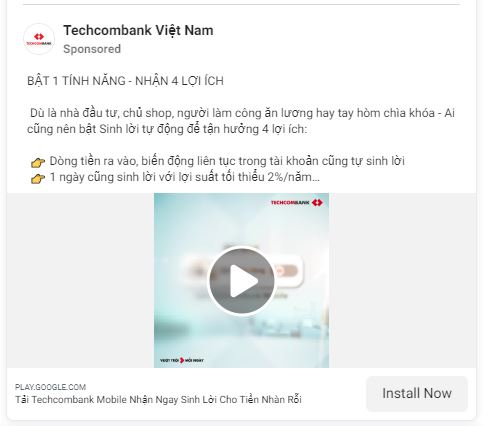 TECHCOMBANK
Techcombank Việt Nam
Sponsored
BẬT 1 TÍNH NĂNG - NHẬN 4 LỢI ÍCH
Dù là nhà đầu tư, chủ shop, người làm công ăn lương hay tay hòm chìa khóa - Ai
cũng nên bật Sinh lời tự động để tận hưởng 4 lợi ích:
👉 Dòng tiền ra vào, biến động liên tục trong tài khoản cũng tự sinh lời
👉 1 ngày cũng sinh lời với lợi suất tối thiểu 2%/năm...
TECHCOMBANK
VƯỢT TRỘI MỖI NGÀY
PLAY.GOOGLE.COM
Tải Techcombank Mobile Nhận Ngay Sinh Lời Cho Tiền Nhàn Rỗi
Install Now